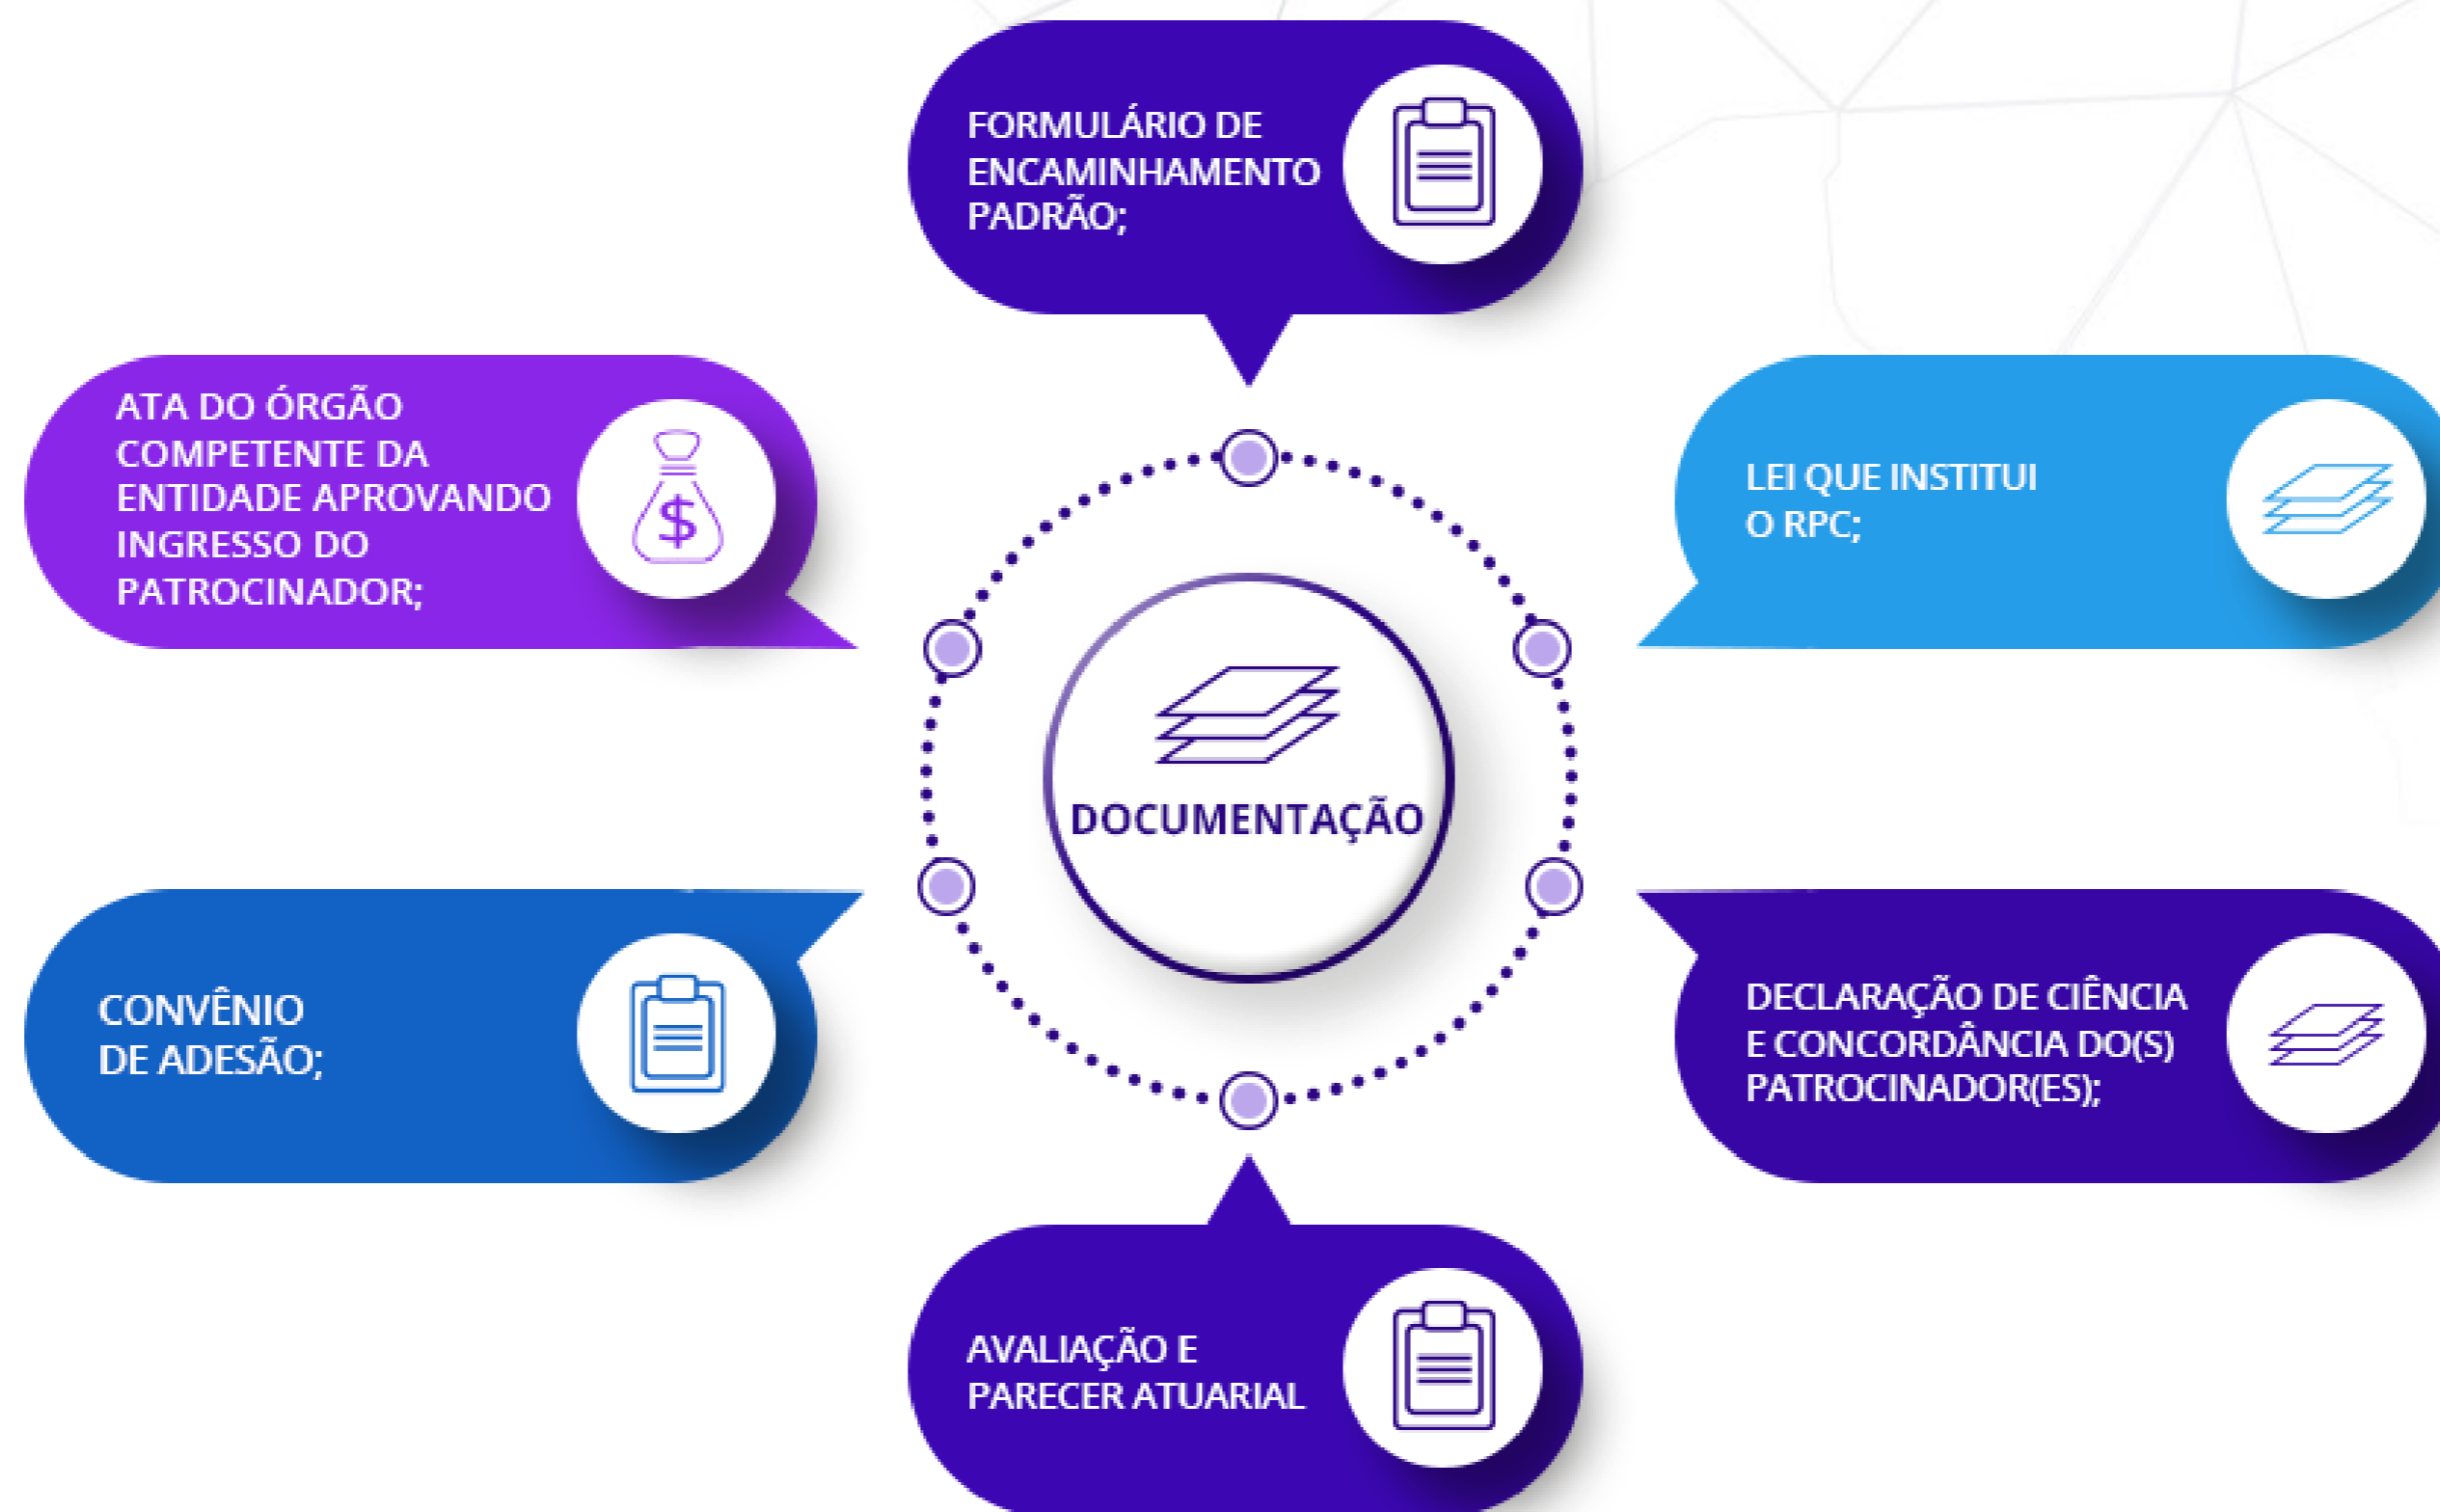 FORMULÁRIO DE
ENCAMINHAMENTO
PADRÃO;
ATA DO ÓRGÃO
COMPETENTE DA
ENTIDADE APROVANDO
INGRESSO DO
PATROCINADOR;
$
LEI QUE INSTITUI
O RPC;
DOCUMENTAÇÃO
CONVÊNIO
DE ADESÃO;
DECLARAÇÃO DE CIÊNCIA
E CONCORDÂNCIA DO(S)
PATROCINADOR(ES);
AVALIAÇÃO E
PARECER ATUARIAL